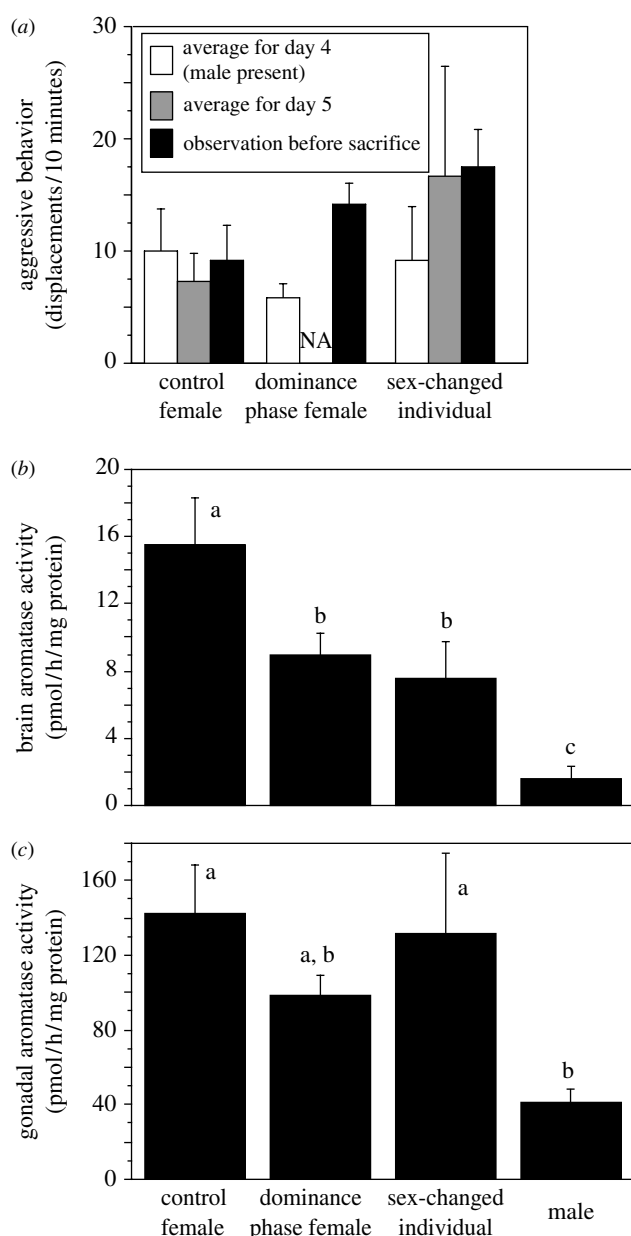 (a)
30
20
10
0
aggressive behavior
(displacements/10 minutes)
average for day 4
(male present)
average for day 5
observation before sacrifice
NA
control
female
dominance
phase female
sex-changed
individual
(b)
20
16
12
8
4
0
brain aromatase activity
(pmol/h/mg protein)
a
b
b
c
(c)
160
120
80
40
0
gonadal aromatase activity
(pmol/h/mg protein)
a
a, b
a
b
control
female
dominance
phase female
sex-changed
individual
male